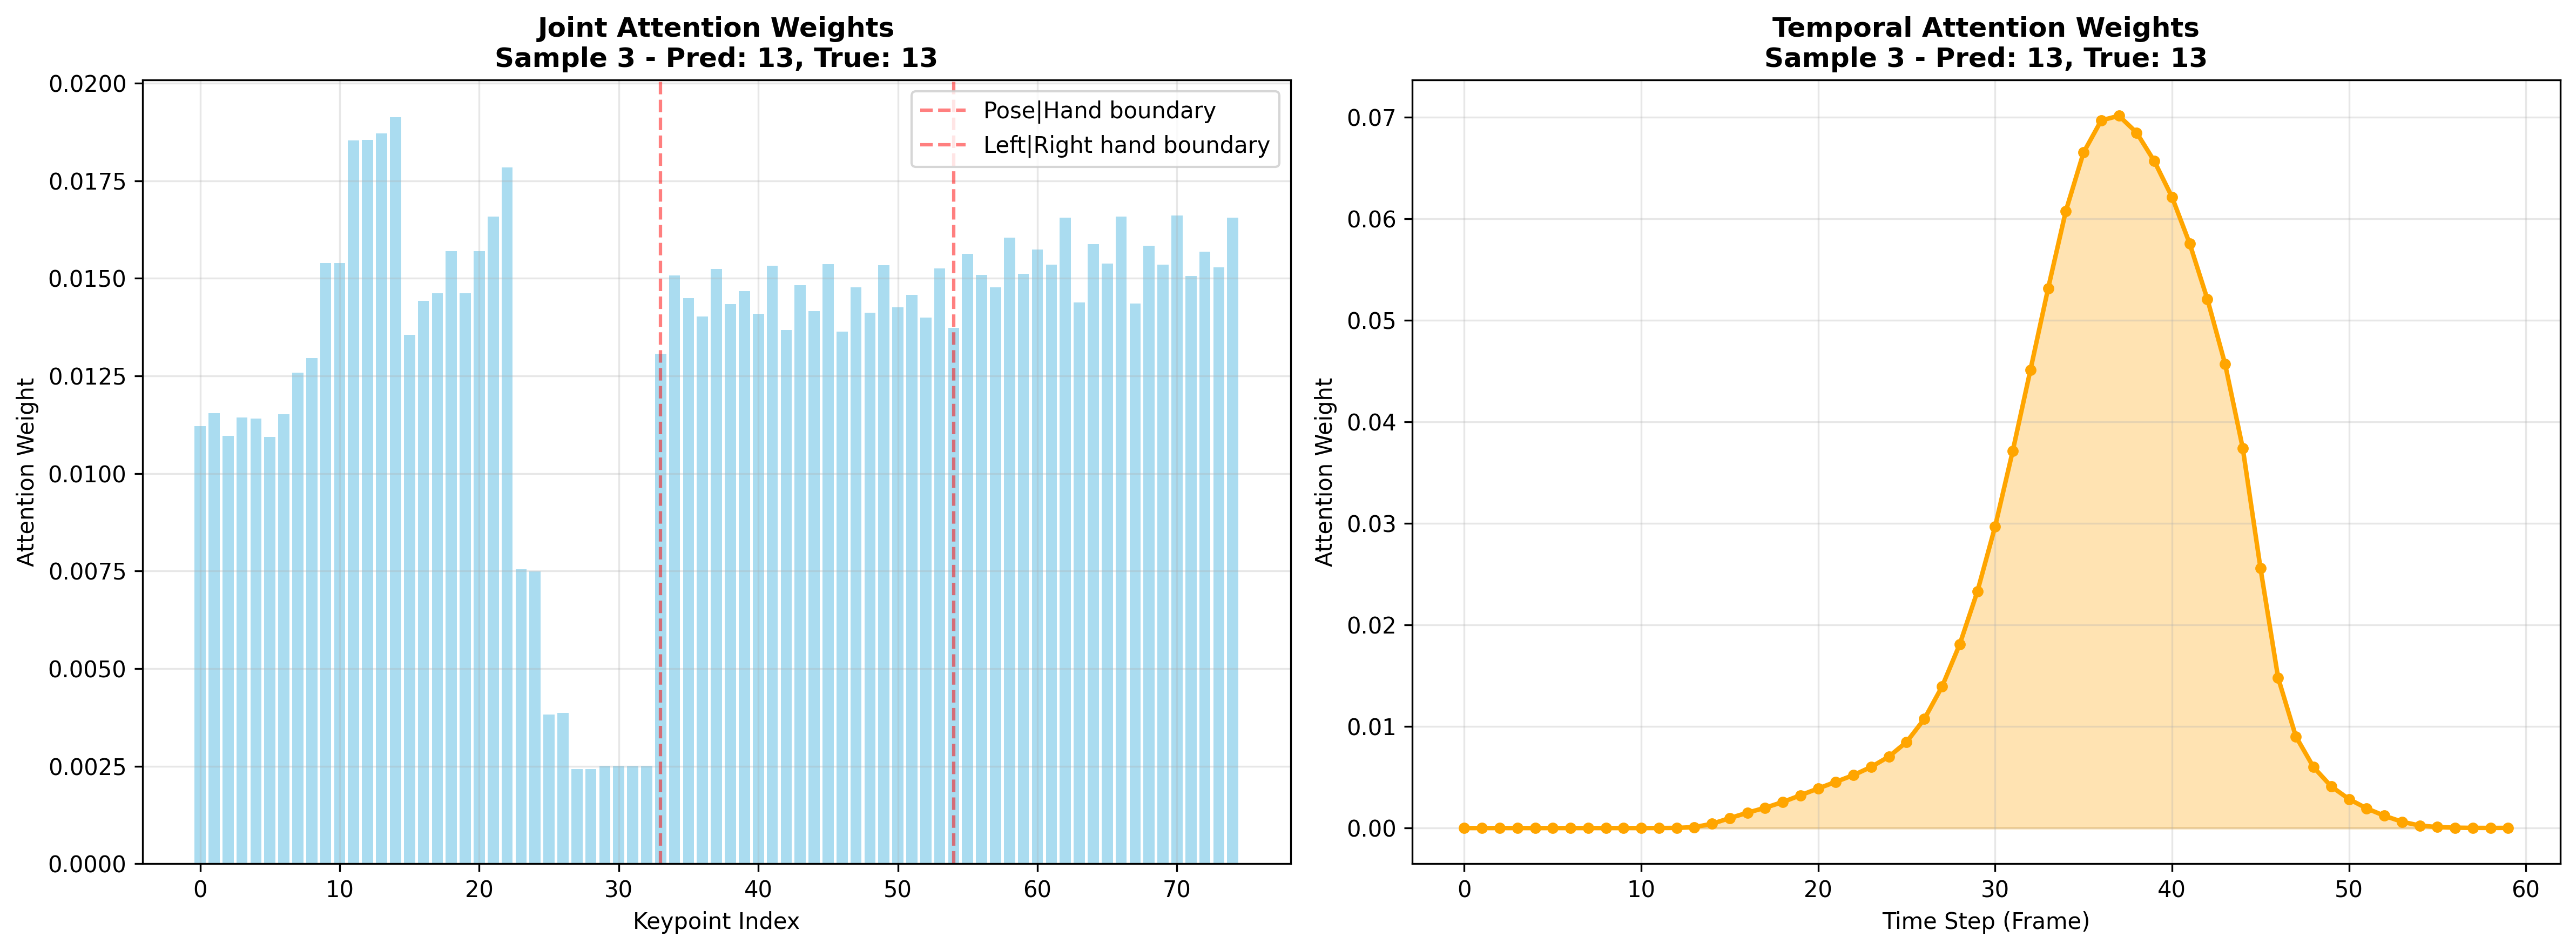 Joint Attention Weights
Sample 3 - Pred: 13, True: 13
0.0200
0.0175
0.0150
0.0125
0.0100
0.0075
0.0050
0.0025
0.0000
Attention Weight
Pose|Hand boundary
Left|Right hand boundary
0 10 20 30 40 50 60 70
Keypoint Index
Temporal Attention Weights
Sample 3 - Pred: 13, True: 13
0.07
0.06
0.05
0.04
0.03
0.02
0.01
0.00
Attention Weight
0 10 20 30 40 50 60
Time Step (Frame)